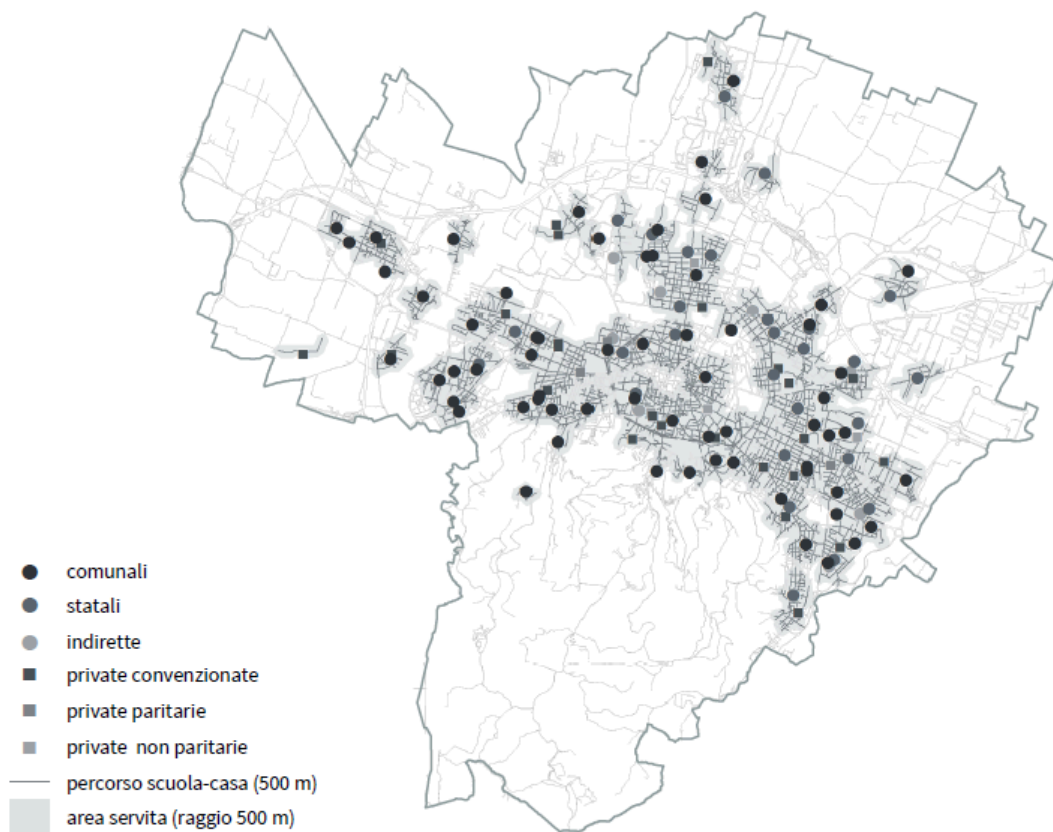 comunali
statali
indirette
private convenzionate
private paritarie
private non paritarie
percorso scuola-casa (500 m)
area servita (raggio 500 m)